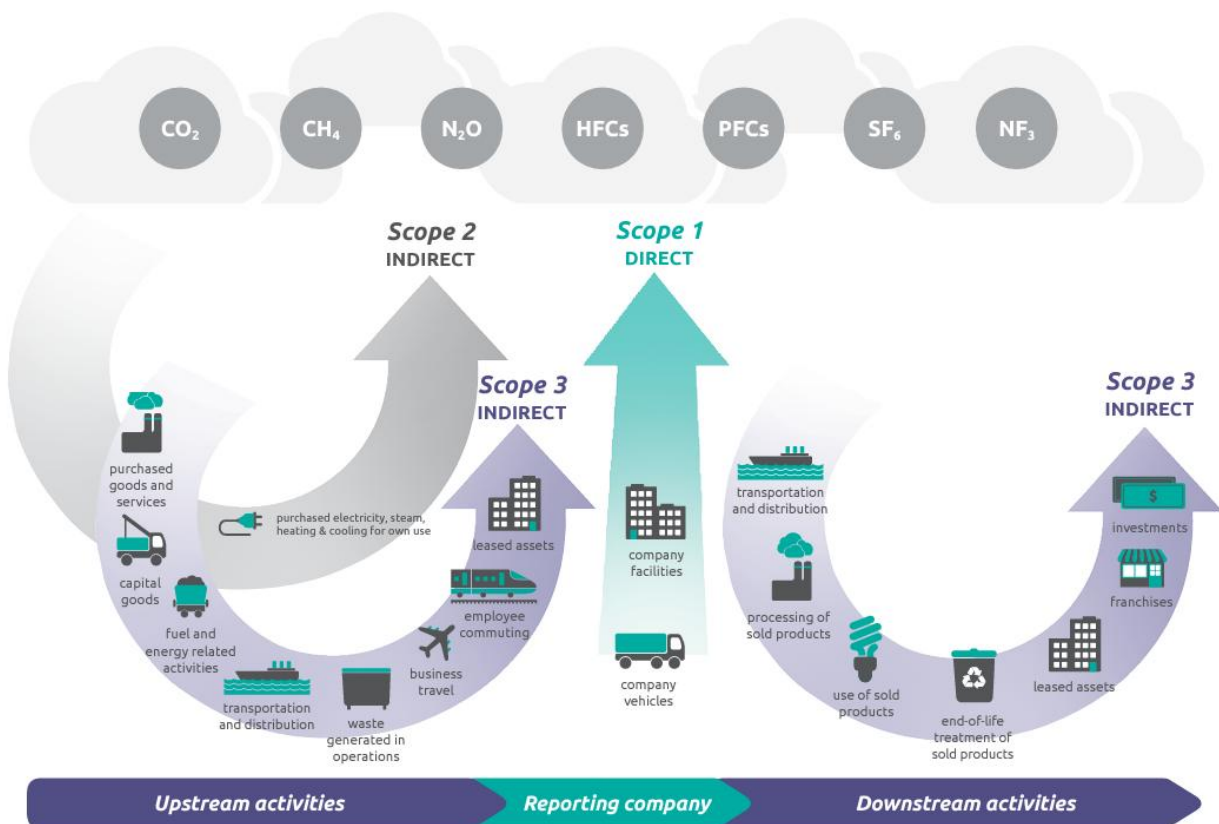 CO₂
CH₄
N₂O
HFCs
PFCs
SF₆
NF₃
Scope 2
INDIRECT
Scope 1
DIRECT
Scope 3
INDIRECT
Scope 3
INDIRECT
purchased
goods and
services
capital
goods
fuel and
energy related
activities
purchased electricity, steam,
heating & cooling for own use
transportation
and distribution
waste
generated in
operations
business
travel
employee
commuting
leased assets
company
facilities
company
vehicles
transportation
and distribution
processing of
sold products
use of sold
products
end-of-life
treatment of
sold products
leased assets
franchises
$
investments
Upstream activities
Reporting company
Downstream activities